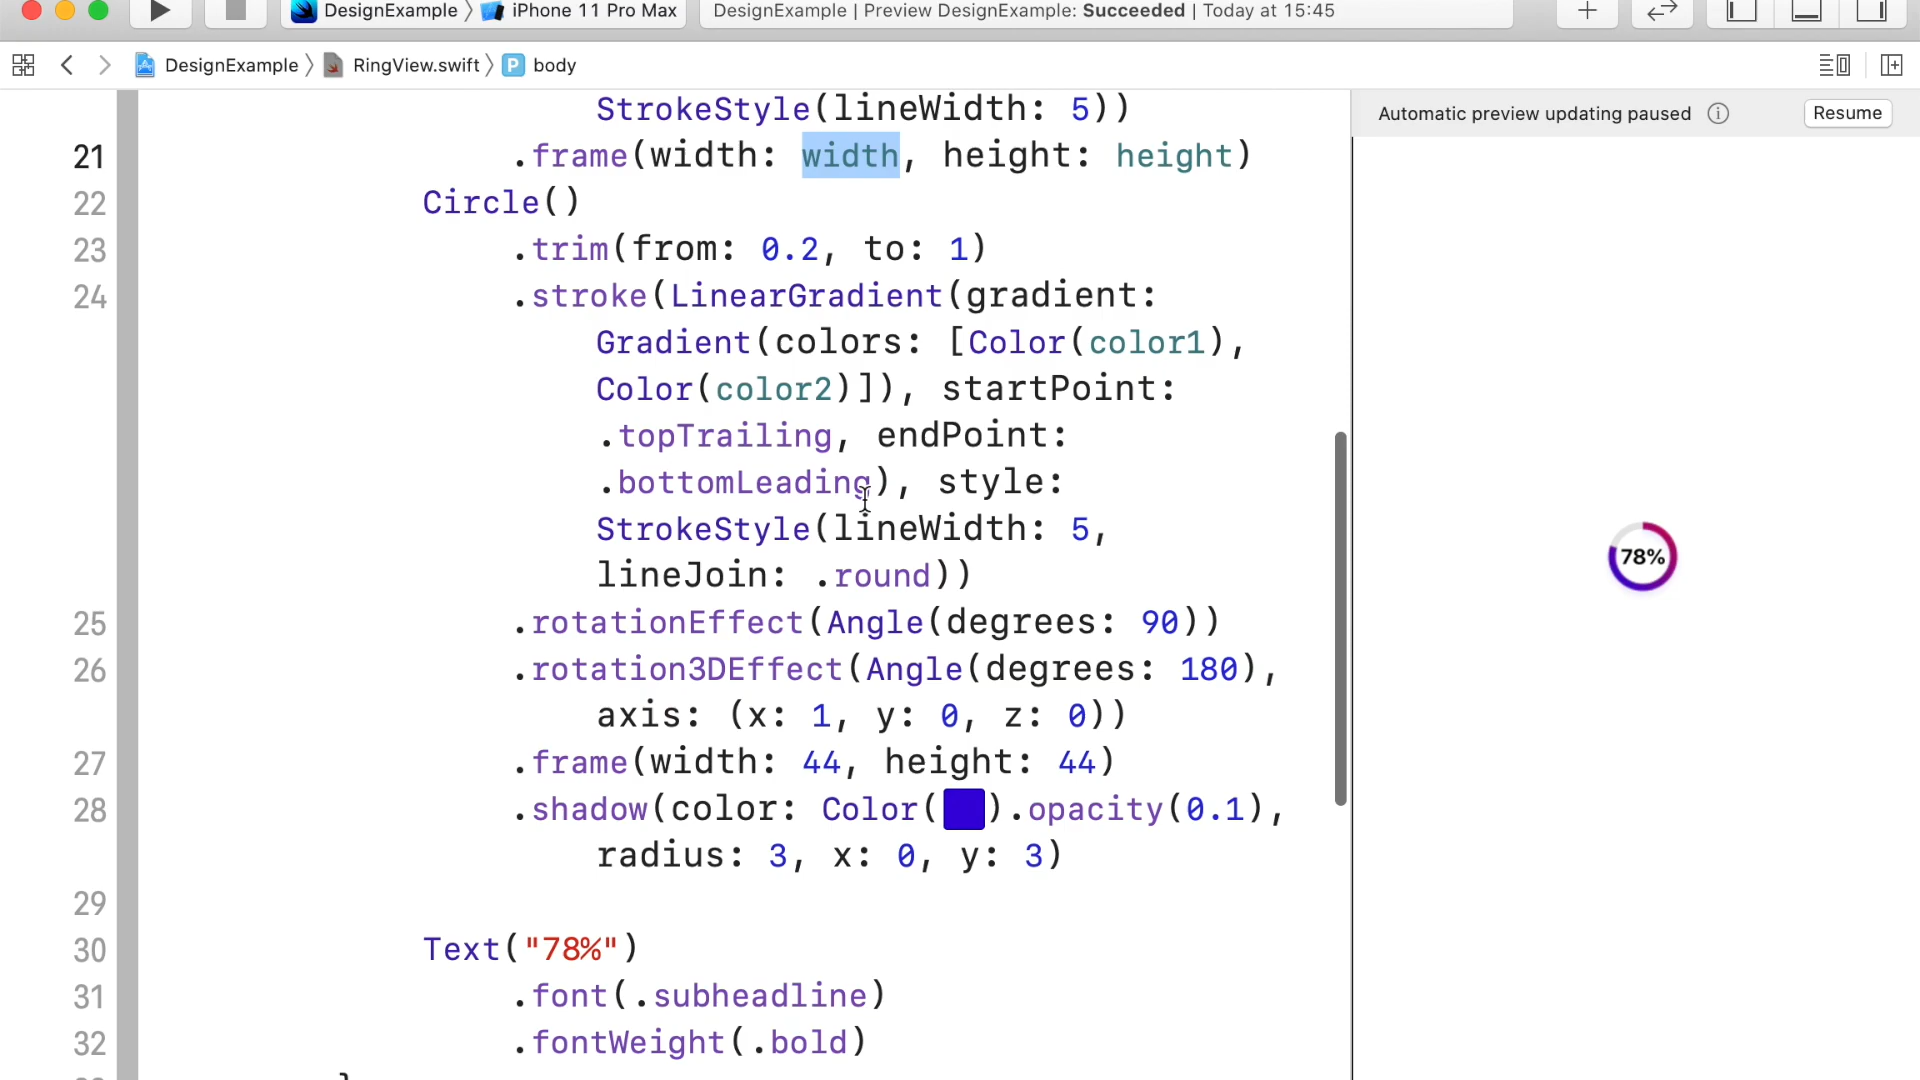 DesignExample 〉 iPhone 11 Pro Max
DesignExample | Preview DesignExample: Succeeded | Today at 15:45
DesignExample 〉 RingView.swift 〉 P body
Automatic preview updating paused
Resume
StrokeStyle(lineWidth: 5))
21 .frame(width: width, height: height)
22 Circle()
23 .trim(from: 0.2, to: 1)
24 .stroke(LinearGradient(gradient:
Gradient(colors: [Color(color1),
Color(color2)]), startPoint:
.topTrailing, endPoint:
.bottomLeading), style:
StrokeStyle(lineWidth: 5,
lineJoin: .round))
25 .rotationEffect(Angle(degrees: 90))
26 .rotation3DEffect(Angle(degrees: 180),
axis: (x: 1, y: 0, z: 0))
27 .frame(width: 44, height: 44)
28 .shadow(color: Color().opacity(0.1),
radius: 3, x: 0, y: 3)
29
30 Text("78%")
31 .font(.subheadline)
32 .fontWeight(.bold)
78%